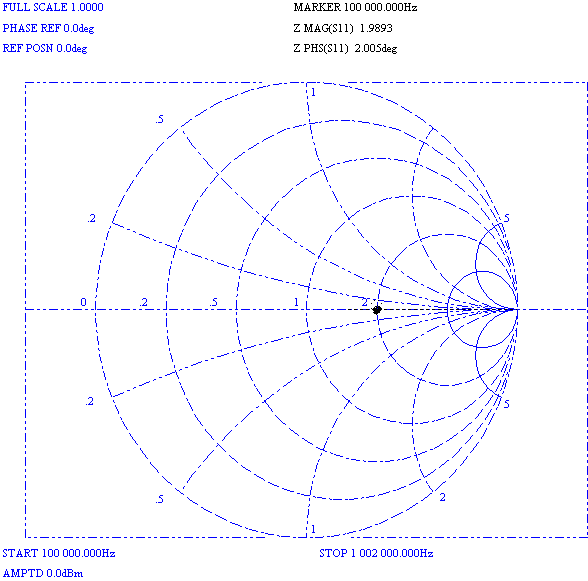 FULL SCALE 1.0000 MARKER 100 000.000Hz
PHASE REF 0.0deg Z MAG(S11) 1.9893
REF POSN 0.0deg Z PHS(S11) 2.005deg
1
.5
.2 5
0 .2 .5 1 2
.2 5
.5 2
1
START 100 000.000Hz STOP 1 002 000.000Hz
AMPTD 0.0dBm